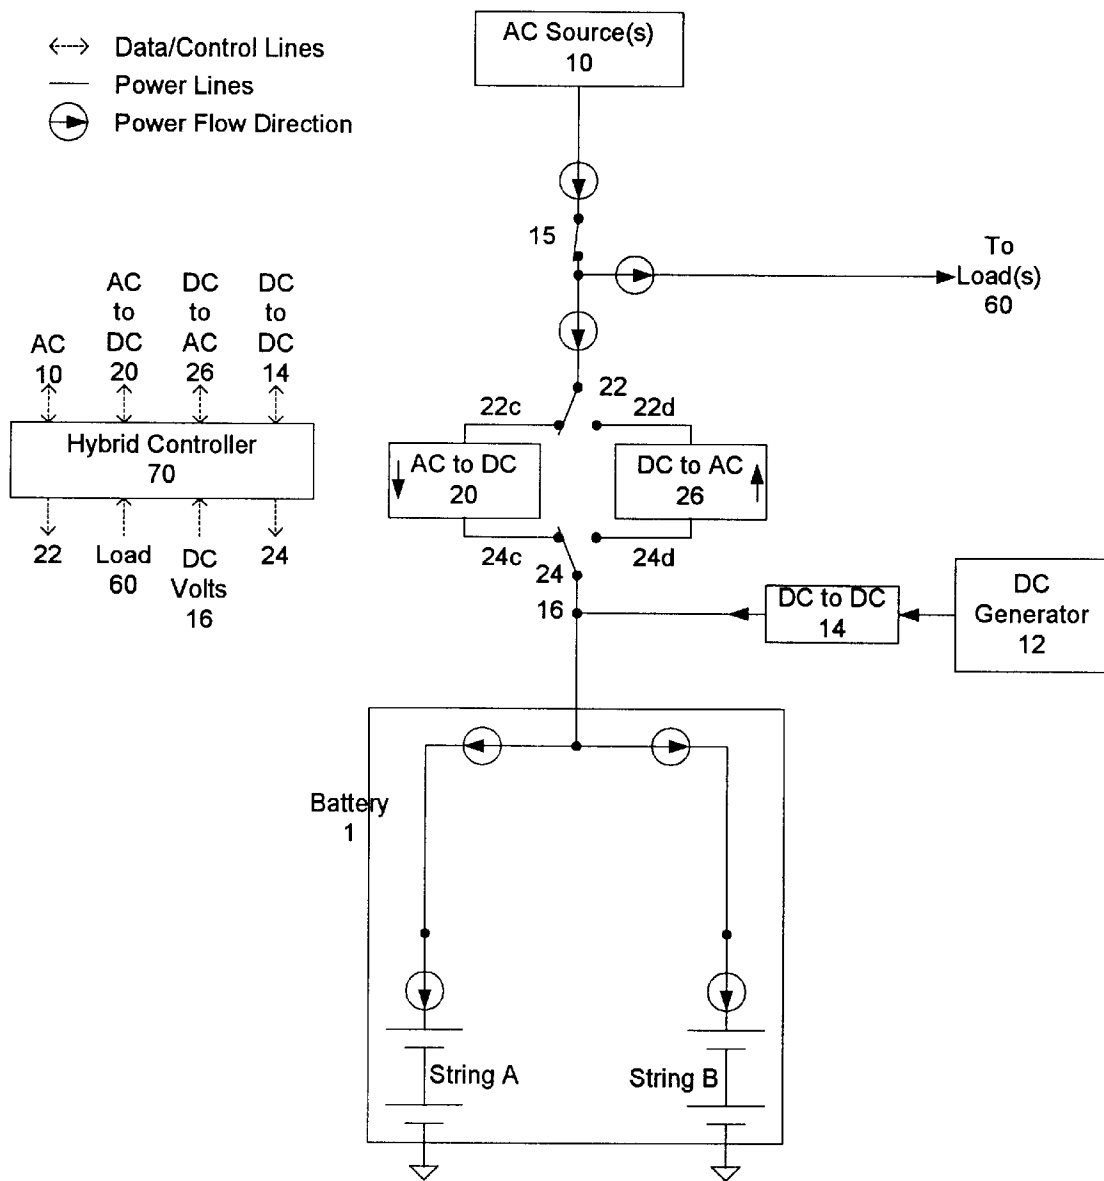 AC Source(s)
10
Data/Control Lines
Power Lines
Power Flow Direction
15
To
Load(s)
60
AC
10
AC
to
DC
20
DC
to
AC
26
DC
to
DC
14
Hybrid Controller
70
22
Load
60
DC
Volts
16
24
22
22c
22d
AC to DC
20
DC to AC
26
24c
24
24d
16
DC to DC
14
DC
Generator
12
Battery
1
String A
String B